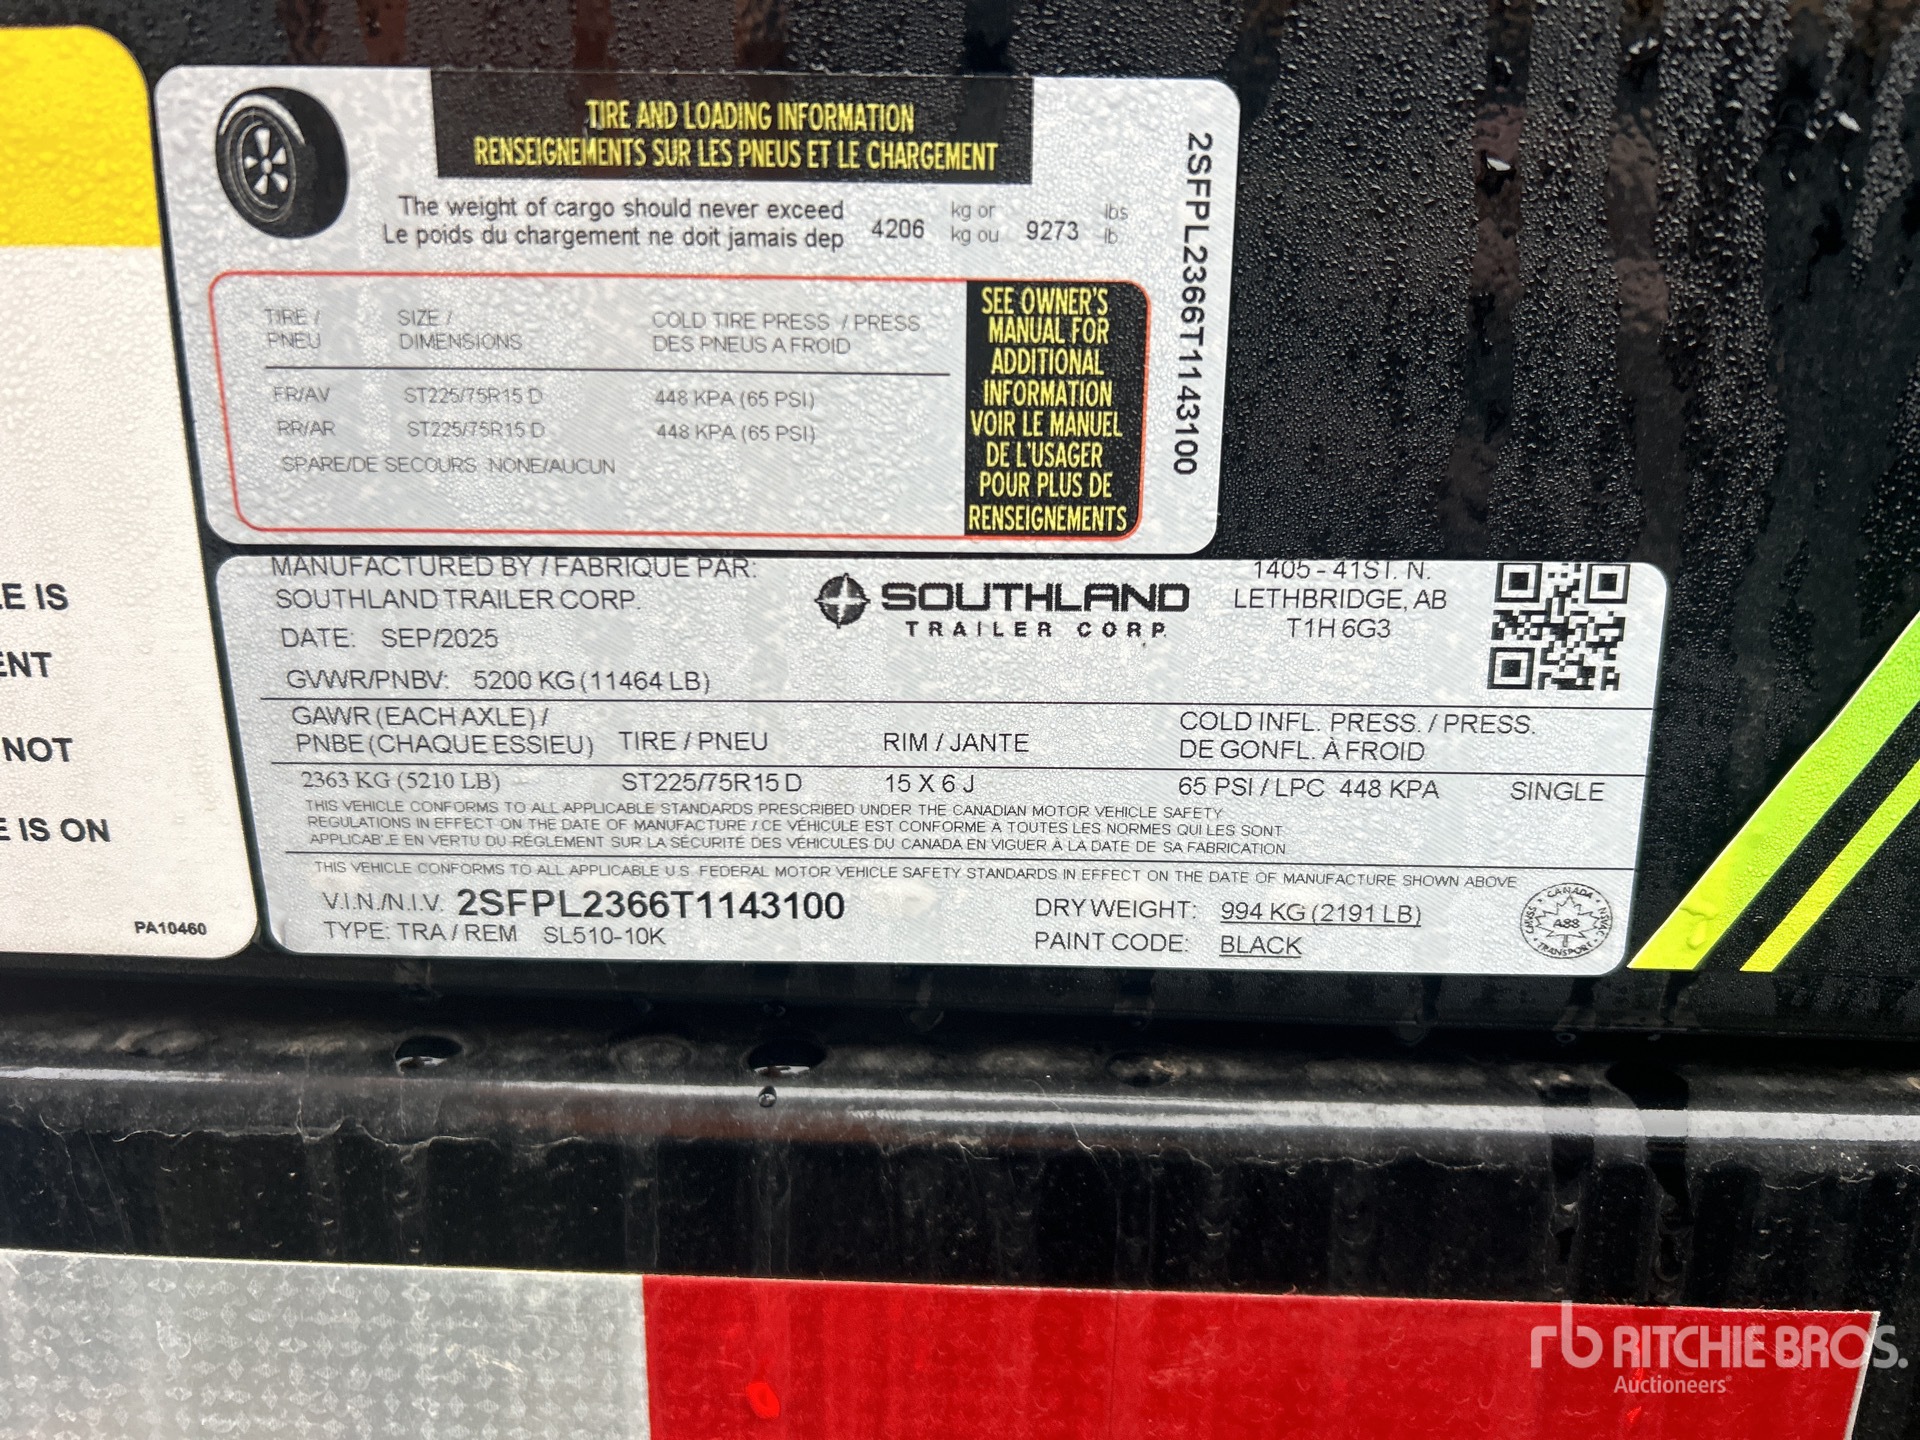 TIRE AND LOADING INFORMATION
RENSEIGNEMENTS SUR LES PNEUS ET LE CHARGEMENT
The weight of cargo should never exceed 4206 kg or 9273 lbs
Le poids du chargement ne doit jamais dep kg ou lb
TIRE / SIZE / COLD TIRE PRESS. / PRESS
PNEU DIMENSIONS DES PNEUS A FROID
FR/AV ST225/75R15 D 448 KPA (65 PSI)
RR/AR ST225/75R15 D 448 KPA (65 PSI)
SPARE/DE SECOURS NONE/AUCUN
SEE OWNER'S
MANUAL FOR
ADDITIONAL
INFORMATION
VOIR LE MANUEL
DE L'USAGER
POUR PLUS DE
RENSEIGNEMENTS
2SFPL2366T1143100
MANUFACTURED BY / FABRIQUE PAR:
SOUTHLAND TRAILER CORP.
DATE: SEP/2025
GVWR/PNBV: 5200 KG (11464 LB)
SOUTHLAND
TRAILER CORP.
1405 - 41ST. N.
LETHBRIDGE, AB
T1H 6G3
GAWR (EACH AXLE) /
PNBE (CHAQUE ESSIEU) TIRE / PNEU RIM / JANTE COLD INFL. PRESS. / PRESS.
DE GONFL. À FROID
2363 KG (5210 LB) ST225/75R15 D 15 X 6 J 65 PSI / LPC 448 KPA SINGLE
THIS VEHICLE CONFORMS TO ALL APPLICABLE STANDARDS PRESCRIBED UNDER THE CANADIAN MOTOR VEHICLE SAFETY
REGULATIONS IN EFFECT ON THE DATE OF MANUFACTURE / CE VÉHICULE EST CONFORME À TOUTES LES NORMES QUI LES SONT
APPLICABLE EN VERTU DU RÉGLEMENT SUR LA SÉCURITÉ DES VÉHICULES DU CANADA EN VIGUER À LA DATE DE SA FABRICATION
THIS VEHICLE CONFORMS TO ALL APPLICABLE U.S. FEDERAL MOTOR VEHICLE SAFETY STANDARDS IN EFFECT ON THE DATE OF MANUFACTURE SHOWN ABOVE
V.I.N./N.I.V. 2SFPL2366T1143100 DRY WEIGHT: 994 KG (2191 LB)
TYPE: TRA / REM SL510-10K PAINT CODE: BLACK
CANADA
A88
TRANSPORT
E IS
ENT
NOT
E IS ON
PA10460
rb RITCHIE BROS.
Auctioneers